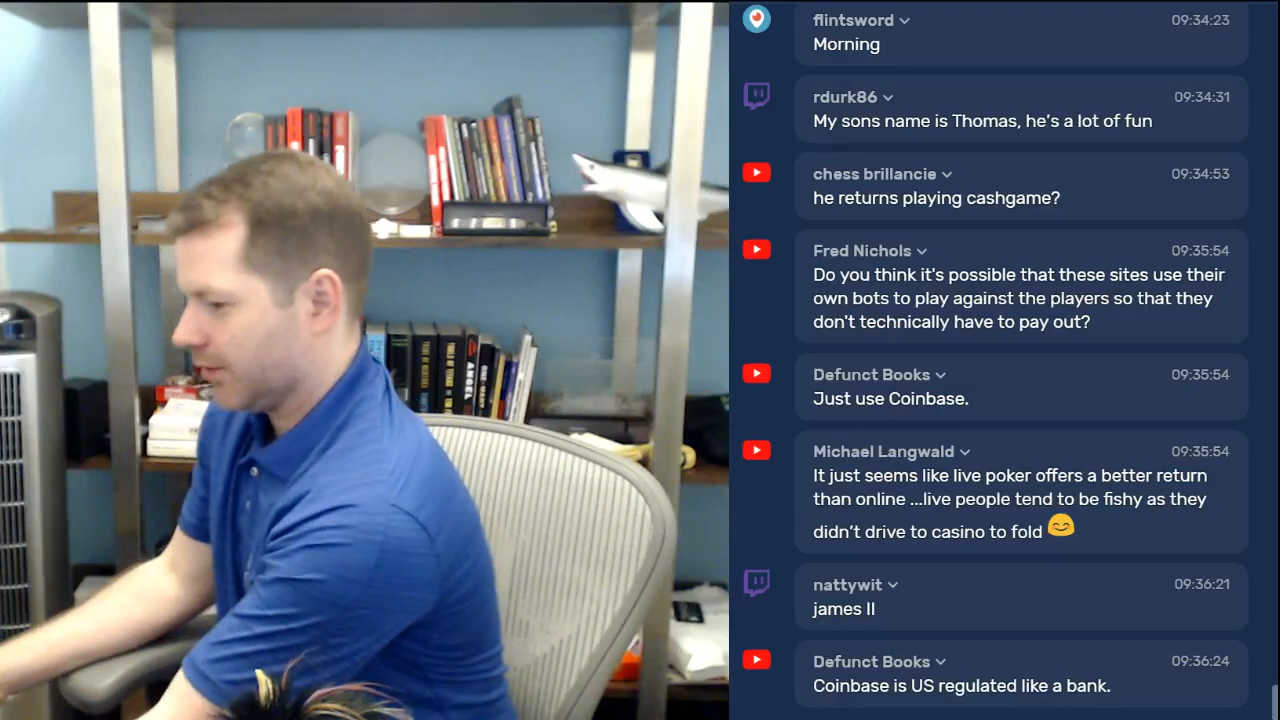 flintsword
09:34:23
Morning
rdurk86
09:34:31
My sons name is Thomas, he's a lot of fun
chess brillancie
09:34:53
he returns playing cashgame?
Fred Nichols
09:35:54
Do you think it's possible that these sites use their
own bots to play against the players so that they
don't technically have to pay out?
Defunct Books
09:35:54
Just use Coinbase.
Michael Langwald
09:35:54
It just seems like live poker offers a better return
than online ...live people tend to be fishy as they
didn't drive to casino to fold 😊
nattywit
09:36:21
james ll
Defunct Books
09:36:24
Coinbase is US regulated like a bank.
ANGEL